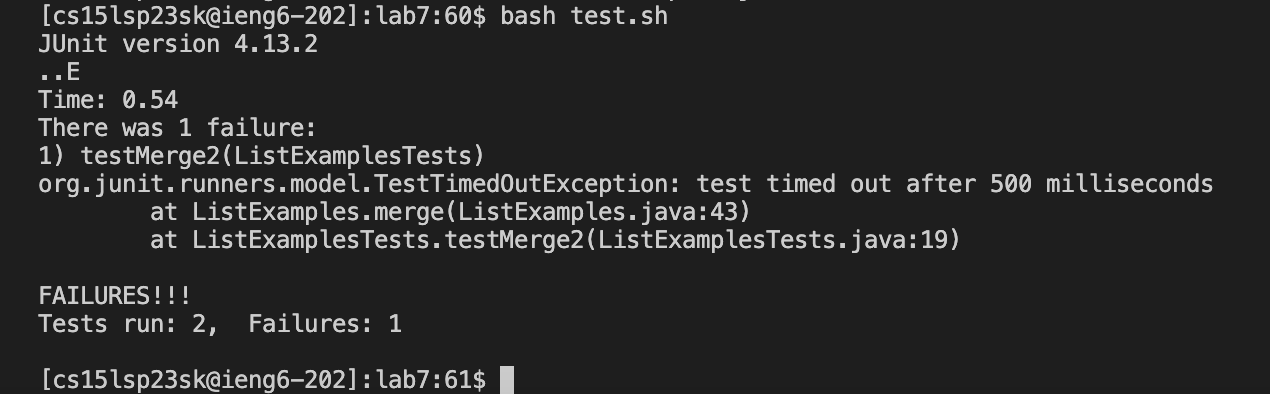 [cs15lsp23sk@ieng6-202]:lab7:60$ bash test.sh
JUnit version 4.13.2
..E
Time: 0.54
There was 1 failure:
1) testMerge2(ListExamplesTests)
org.junit.runners.model.TestTimedOutException: test timed out after 500 milliseconds
        at ListExamples.merge(ListExamples.java:43)
        at ListExamplesTests.testMerge2(ListExamplesTests.java:19)

FAILURES!!!
Tests run: 2,  Failures: 1

[cs15lsp23sk@ieng6-202]:lab7:61$